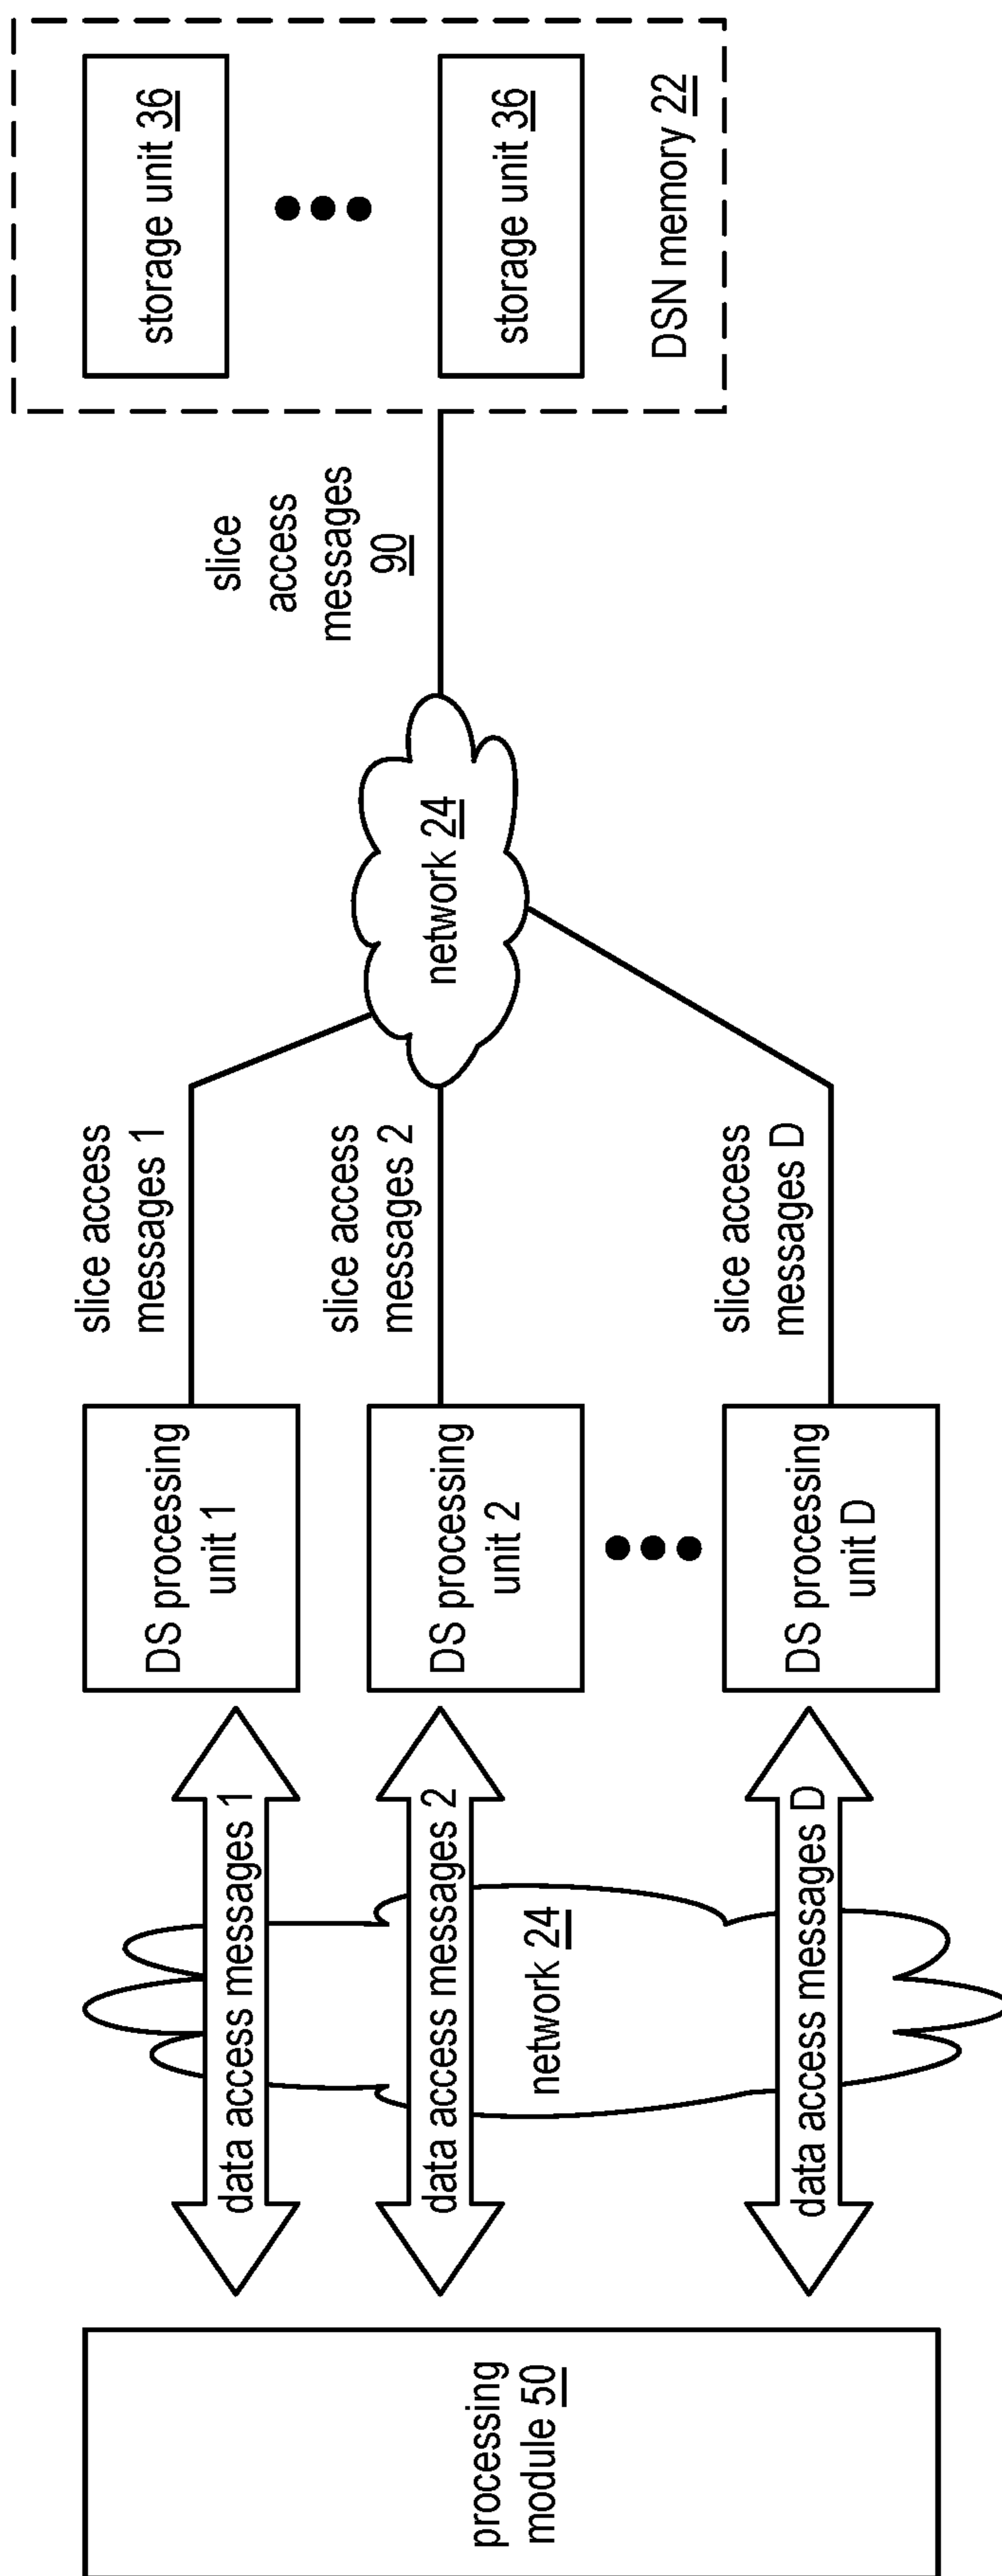 processing
module 50
data access messages 1
data access messages 2
network 24
data access messages D
DS processing
unit 1
DS processing
unit 2
DS processing
unit D
slice access
messages 1
slice access
messages 2
slice access
messages D
network 24
slice
access
messages
90
storage unit 36
storage unit 36
DSN memory 22